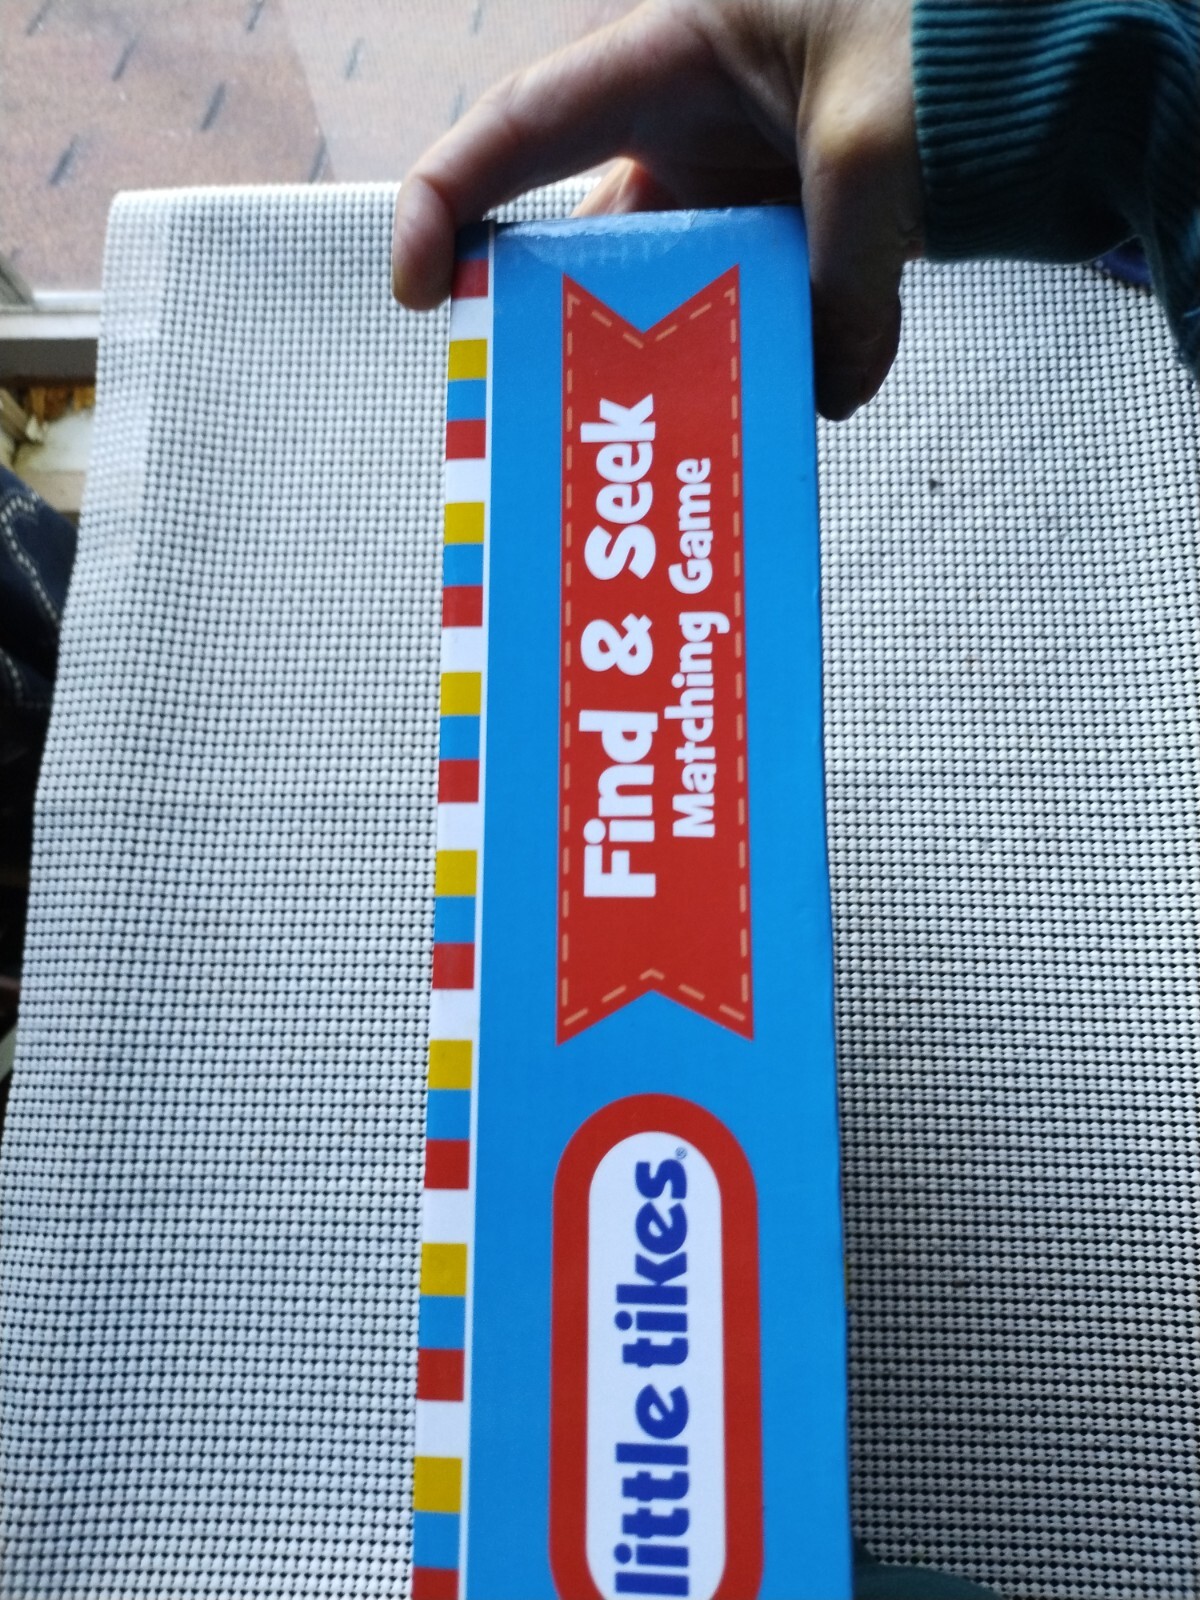 little tikes®
Find & Seek
Matching Game